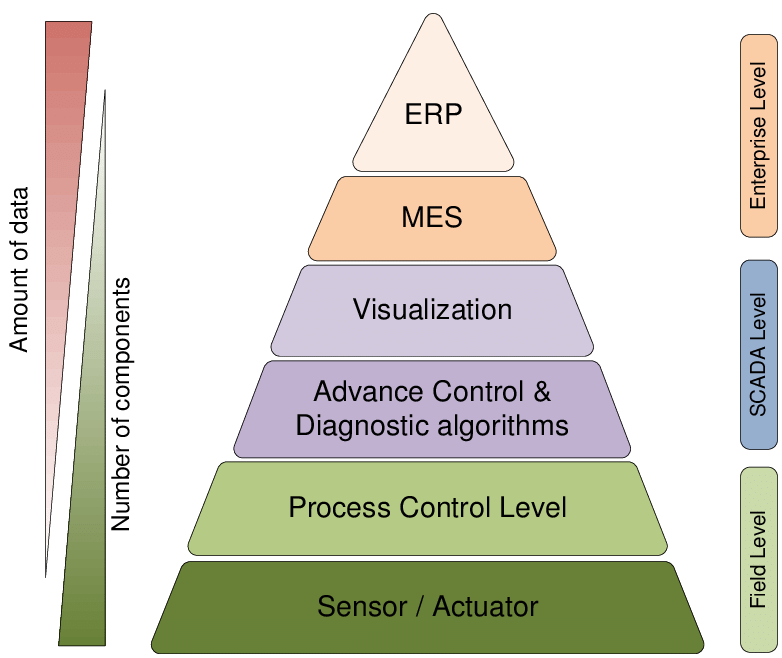 ERP
MES
Visualization
Advance Control &
Diagnostic algorithms
Process Control Level
Sensor / Actuator
Amount of data
Number of components
Enterprise Level
SCADA Level
Field Level